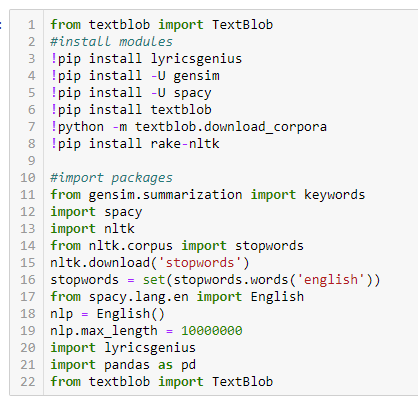 1 from textblob import TextBlob
2 #install modules
3 !pip install lyricsgenius
4 !pip install -U gensim
5 !pip install -U spacy
6 !pip install textblob
7 !python -m textblob.download_corpora
8 !pip install rake-nltk
9
10 #import packages
11 from gensim.summarization import keywords
12 import spacy
13 import nltk
14 from nltk.corpus import stopwords
15 nltk.download('stopwords')
16 stopwords = set(stopwords.words('english'))
17 from spacy.lang.en import English
18 nlp = English()
19 nlp.max_length = 10000000
20 import lyricsgenius
21 import pandas as pd
22 from textblob import TextBlob